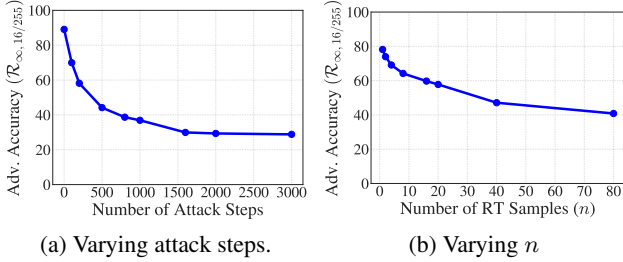 100
80
60
40
20
0
Adv. Accuracy (R∞, 16/255)
0 500 1000 1500 2000 2500 3000
Number of Attack Steps
(a) Varying attack steps.
100
80
60
40
20
0
Adv. Accuracy (R∞, 16/255)
0 10 20 30 40 50 60 70 80
Number of RT Samples (n)
(b) Varying n